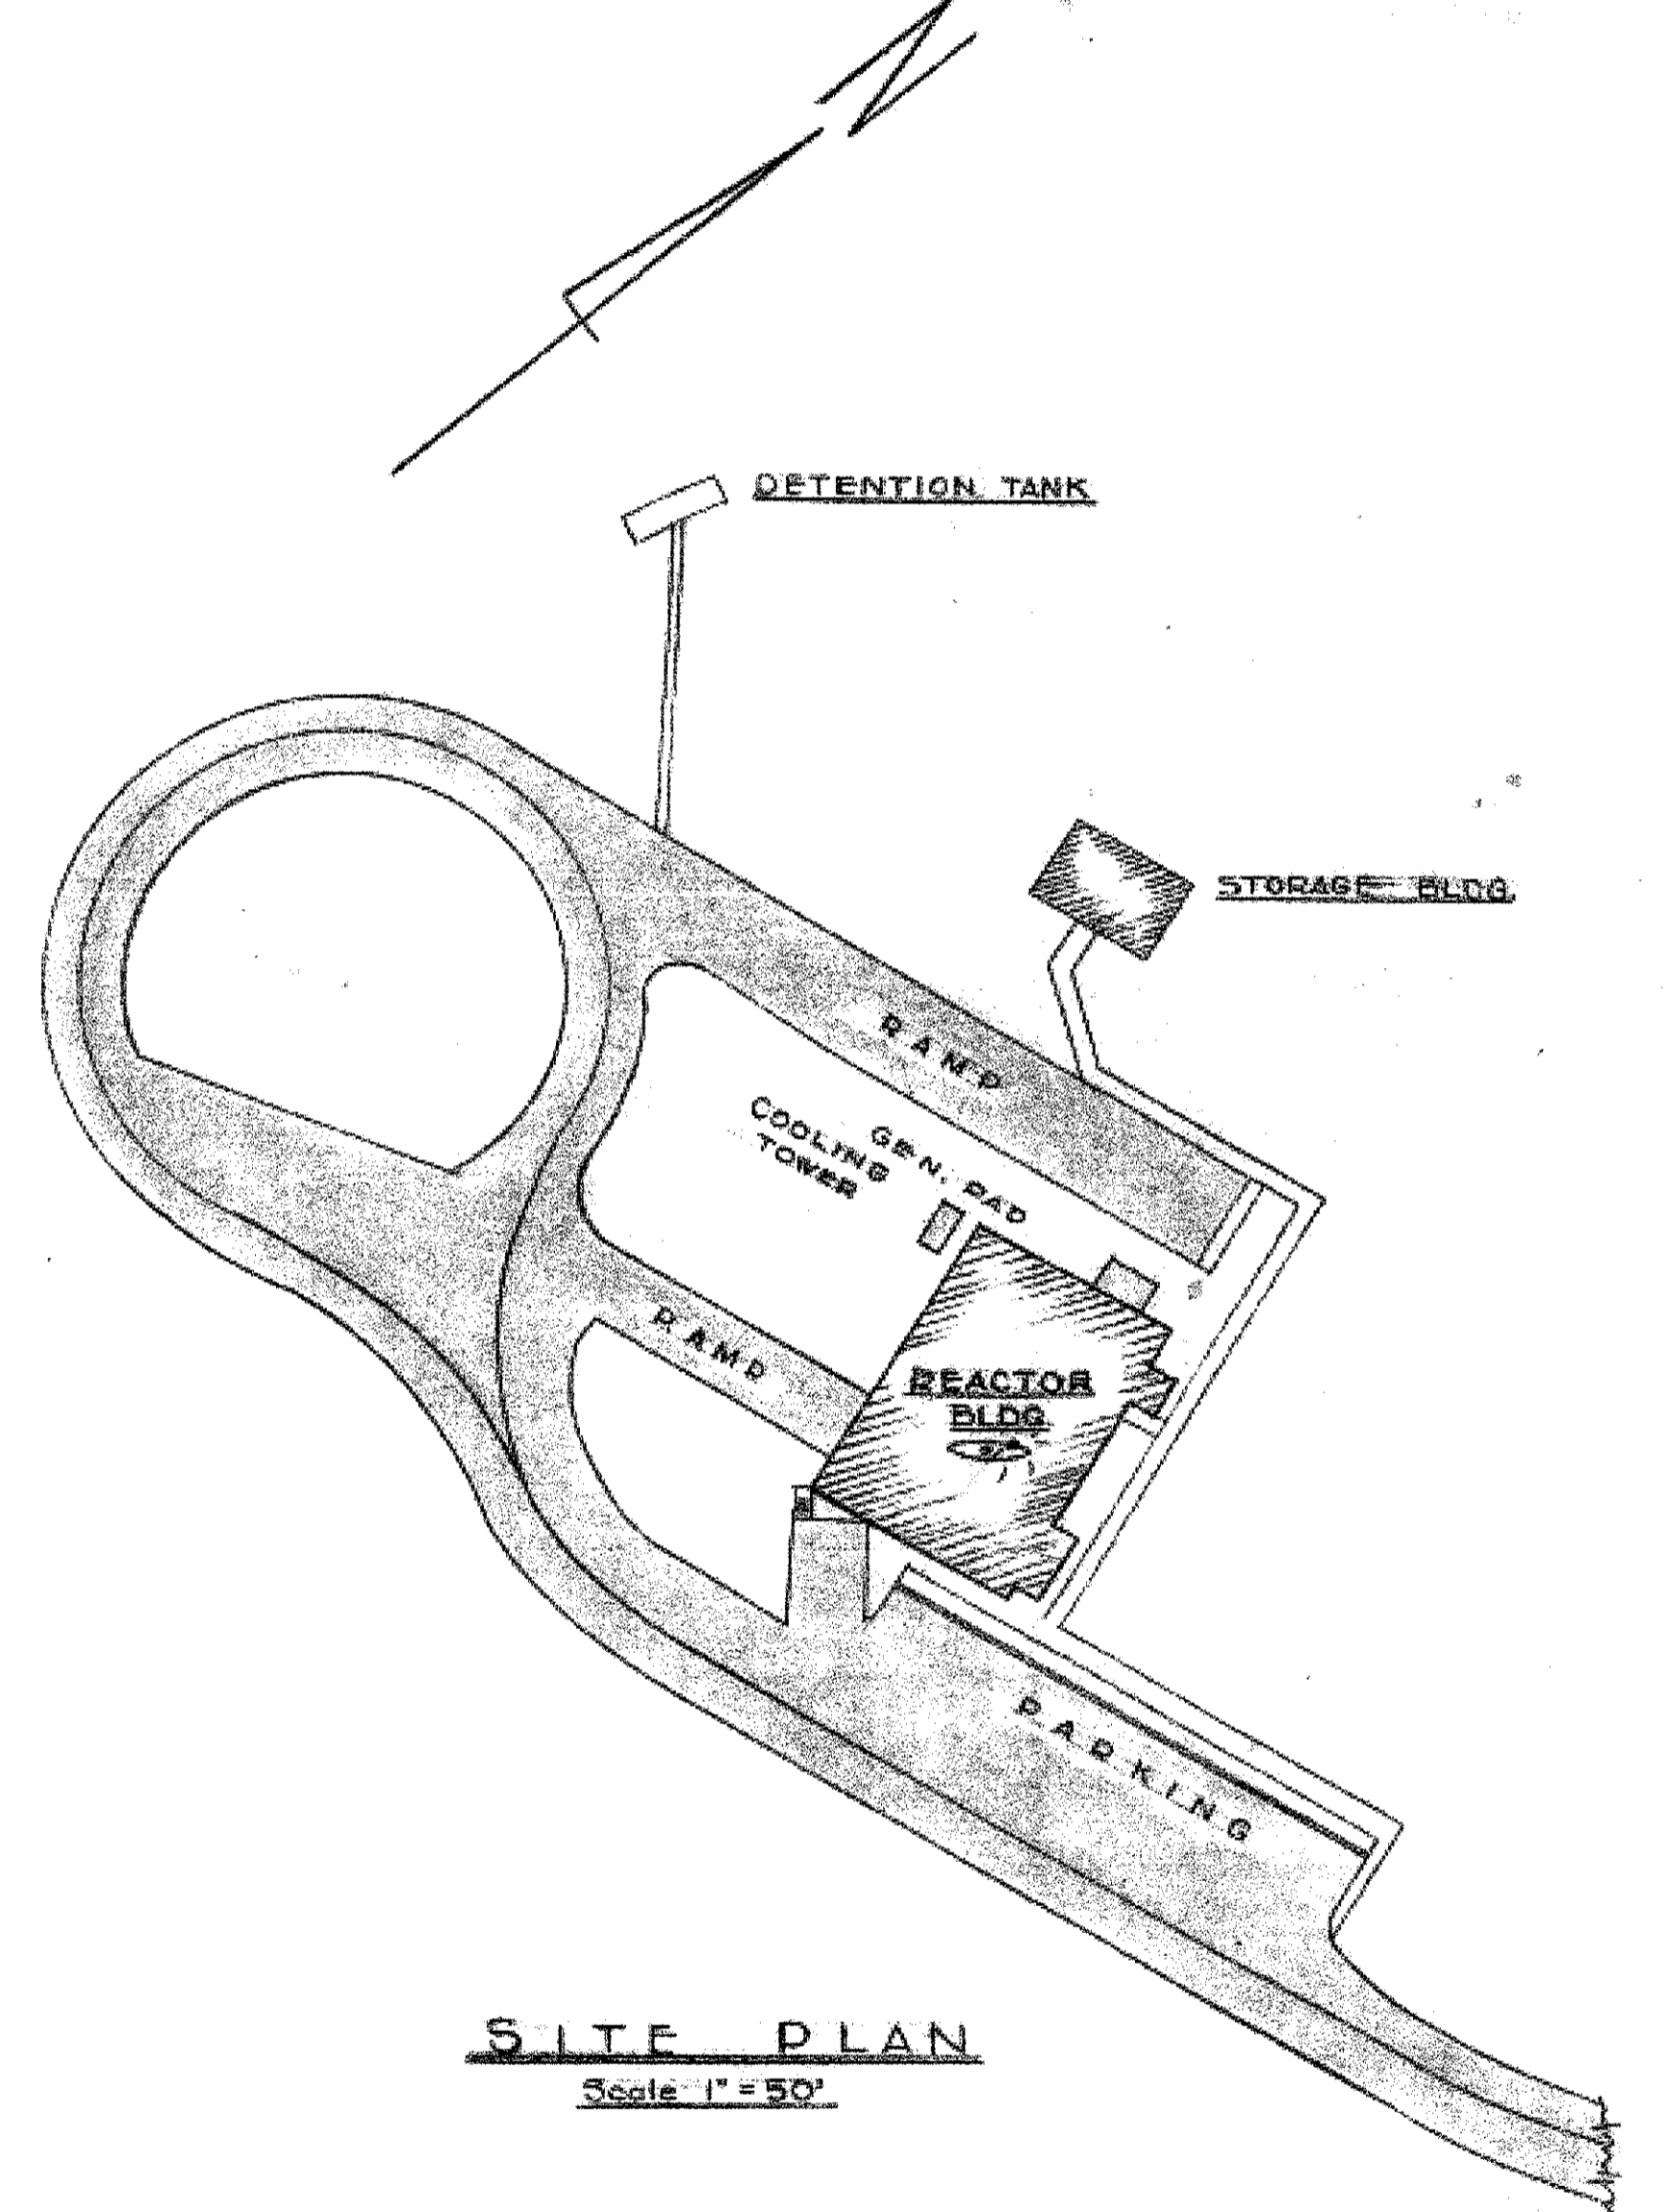 N
DETENTION TANK
STORAGE BLDG.
RAMP
GEN. PAD
COOLING
TOWER
RAMP
REACTOR
BLDG
PARKING
SITE PLAN
Scale 1" = 50'